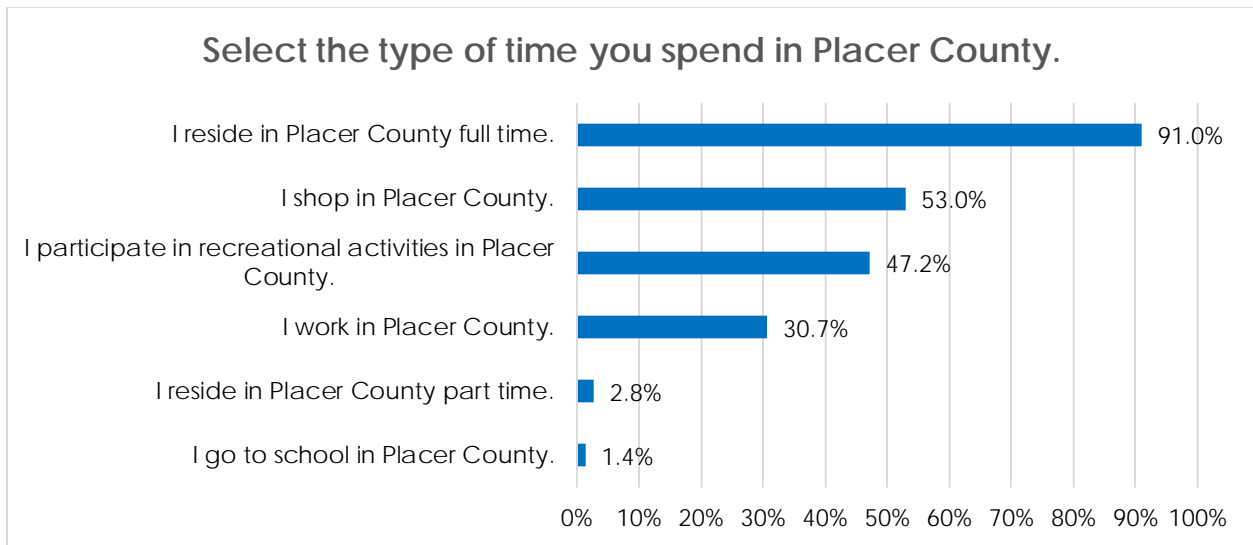 Select the type of time you spend in Placer County.
I reside in Placer County full time.
91.0%
I shop in Placer County.
53.0%
I participate in recreational activities in Placer
County.
47.2%
I work in Placer County.
30.7%
I reside in Placer County part time.
2.8%
I go to school in Placer County.
1.4%
0% 10% 20% 30% 40% 50% 60% 70% 80% 90% 100%